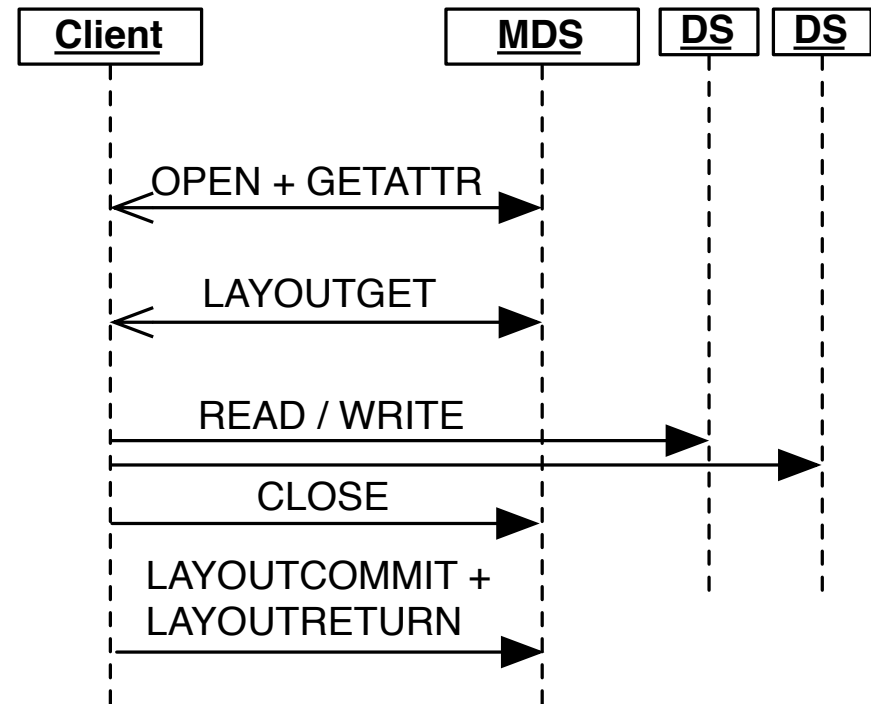 Client
MDS
DS
DS
OPEN + GETATTR
LAYOUTGET
READ / WRITE
CLOSE
LAYOUTCOMMIT +
LAYOUTRETURN